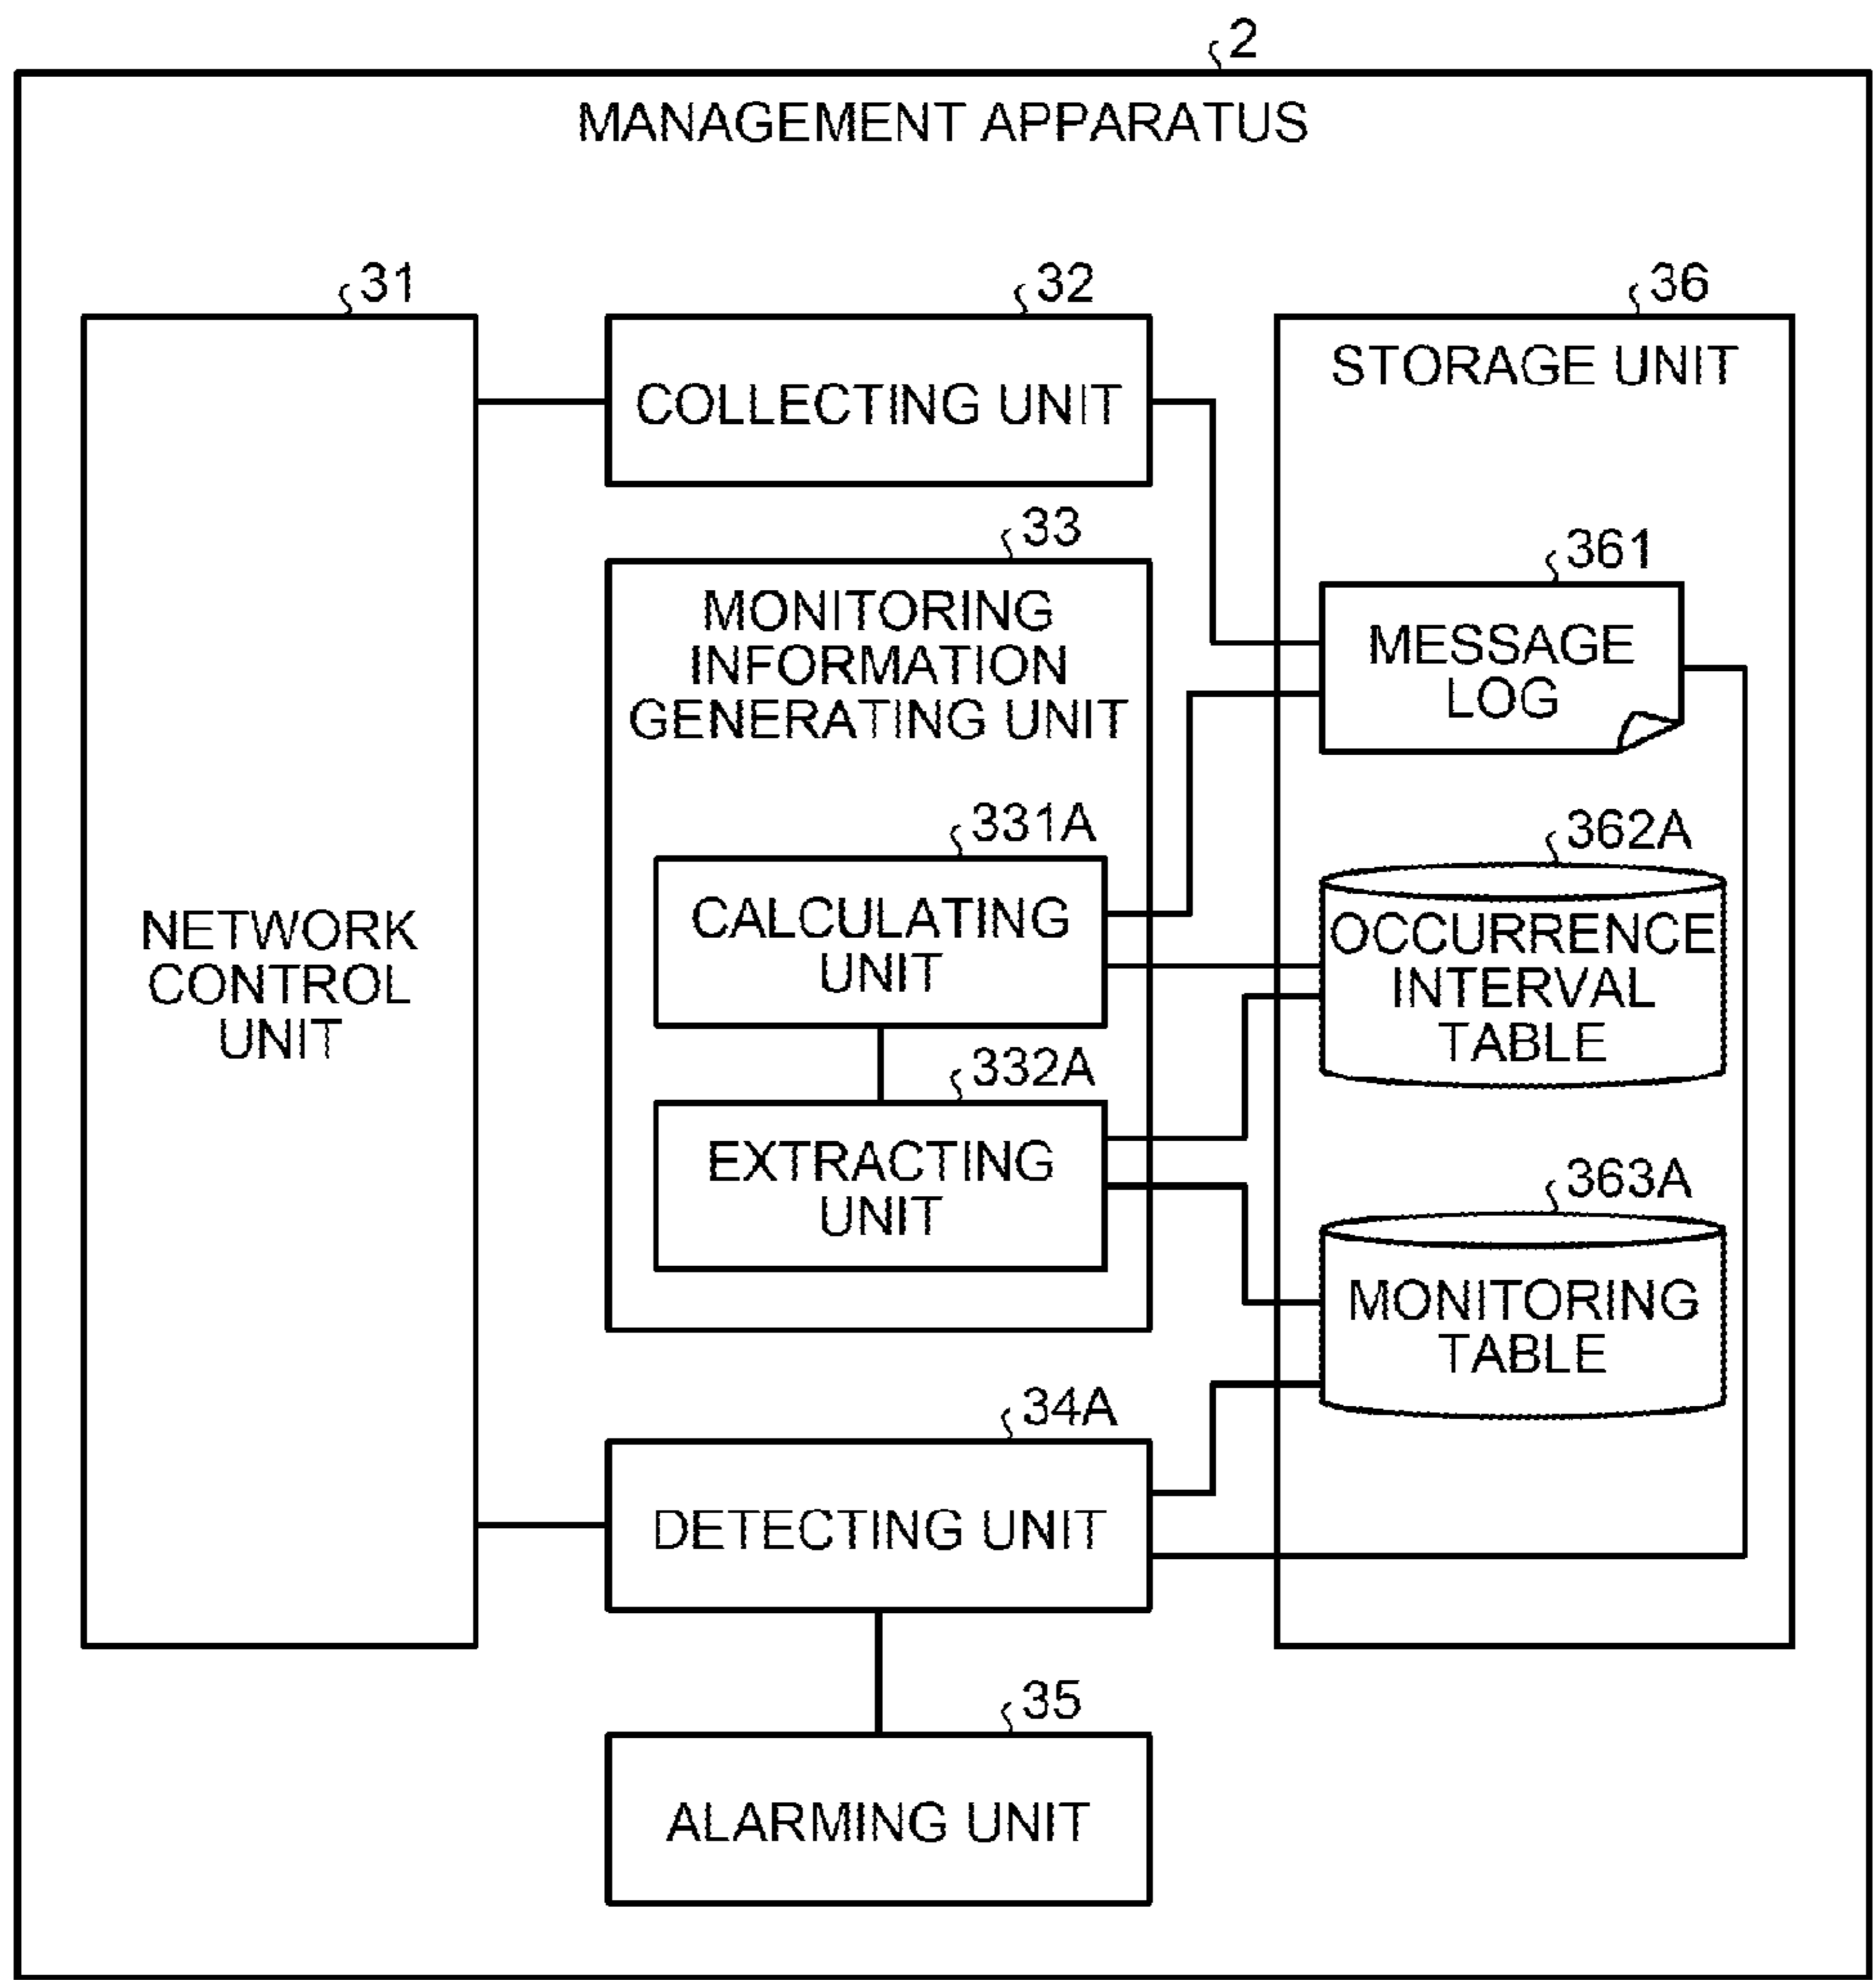 2
MANAGEMENT APPARATUS
31
NETWORK
CONTROL
UNIT
32
COLLECTING UNIT
33
MONITORING
INFORMATION
GENERATING UNIT
331A
CALCULATING
UNIT
332A
EXTRACTING
UNIT
34A
DETECTING UNIT
35
ALARMING UNIT
36
STORAGE UNIT
361
MESSAGE
LOG
362A
OCCURRENCE
INTERVAL
TABLE
363A
MONITORING
TABLE